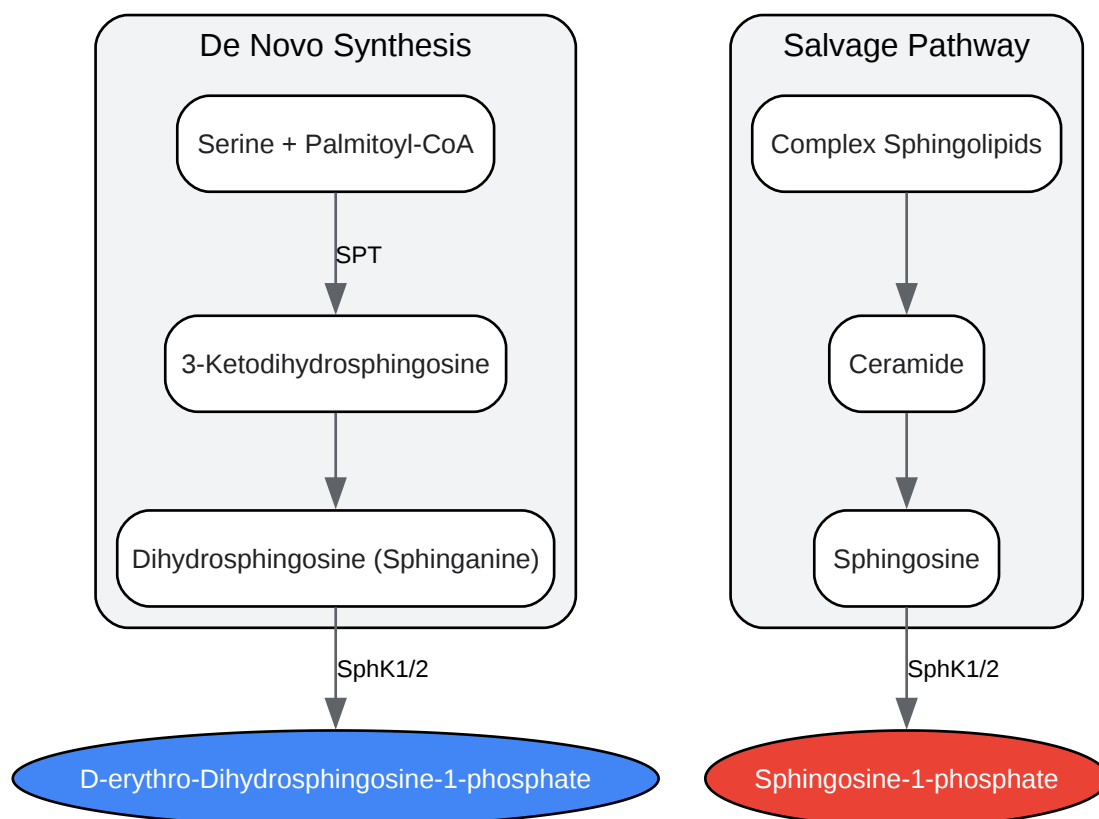 De Novo Synthesis
Serine + Palmitoyl-CoA
SPT
3-Ketodihydrosphingosine
Dihydrosphingosine (Sphinganine)
SphK1/2
D-erythro-Dihydrosphingosine-1-phosphate
Salvage Pathway
Complex Sphingolipids
Ceramide
Sphingosine
SphK1/2
Sphingosine-1-phosphate